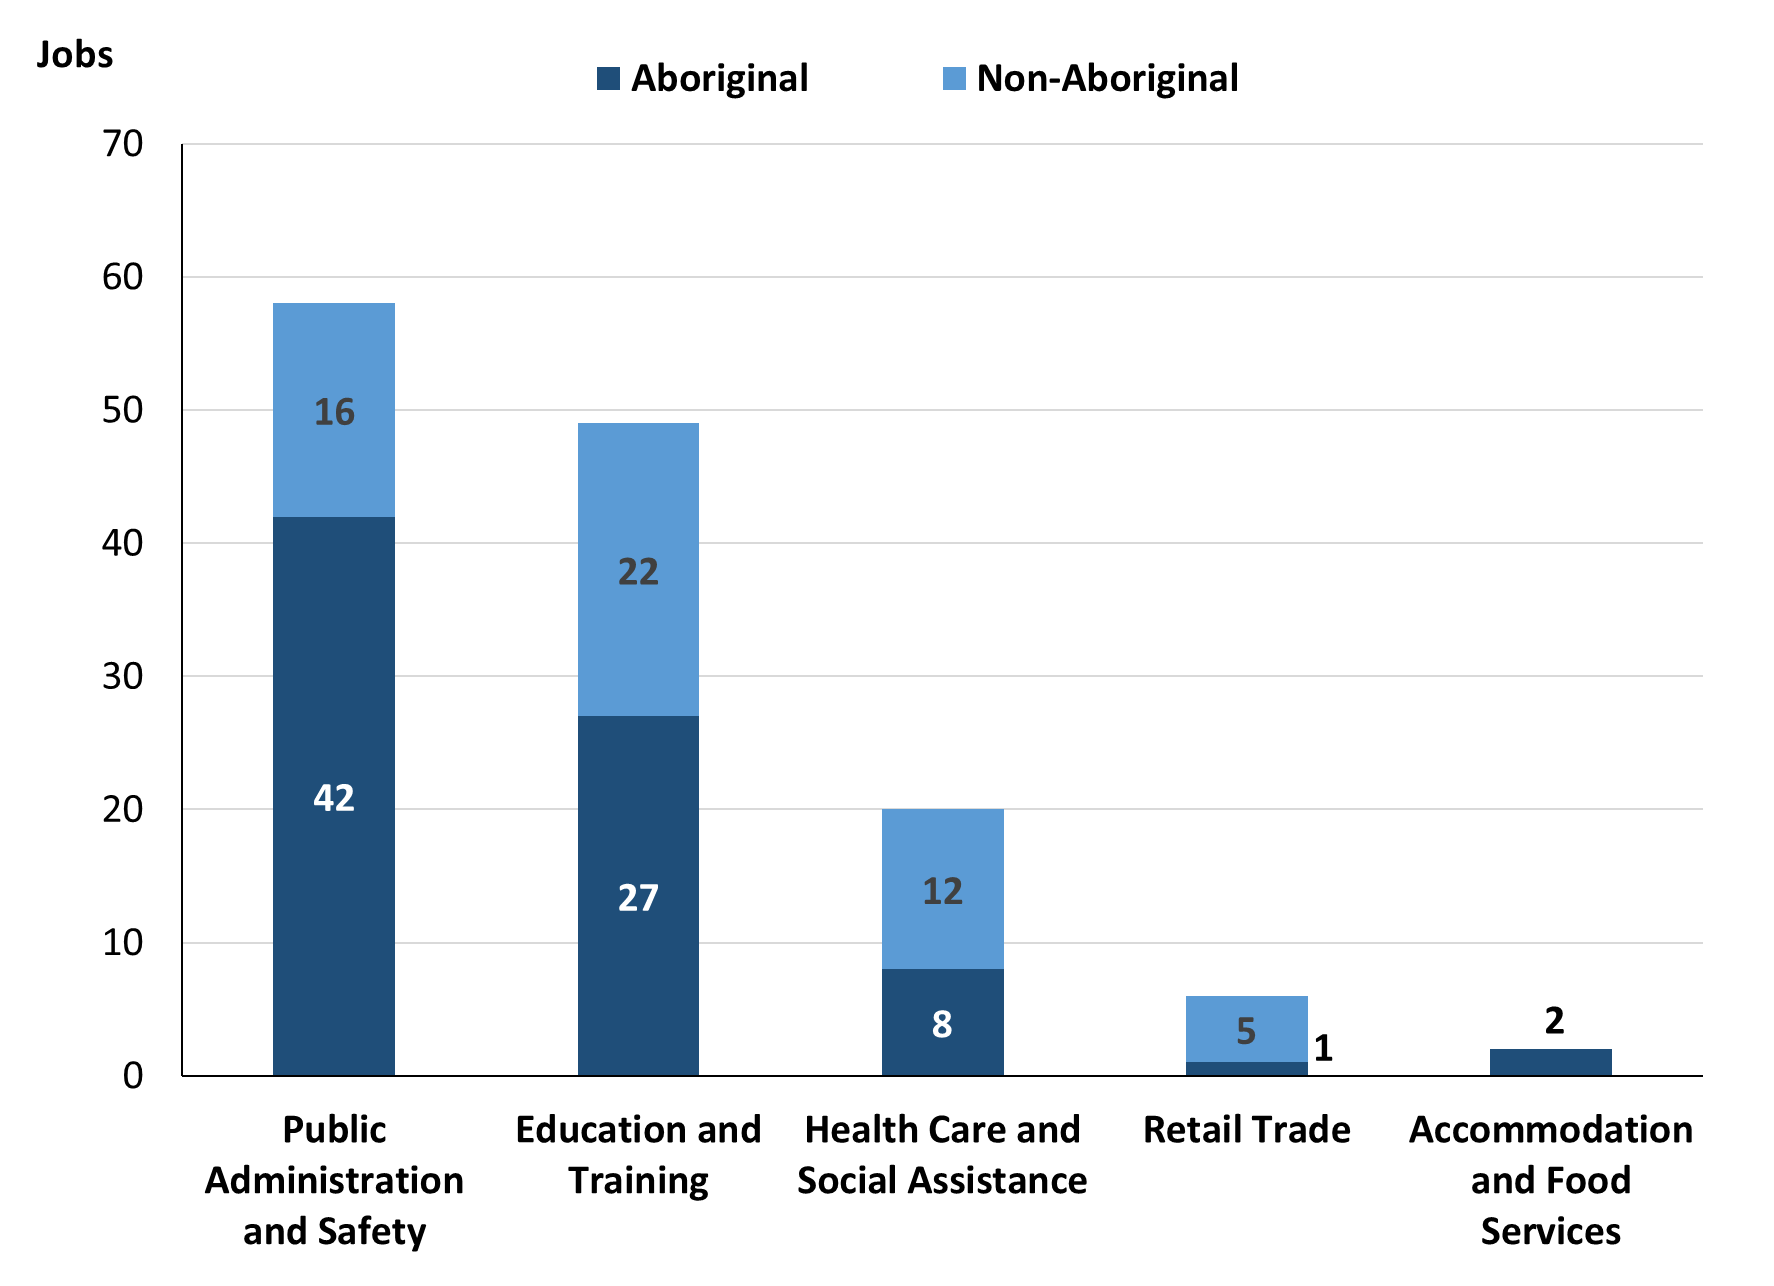 Jobs
Aboriginal
Non-Aboriginal
70
60
50
40
30
20
10
0
16
42
22
27
12
8
5
1
2
Public
Administration
and Safety
Education and
Training
Health Care and
Social Assistance
Retail Trade
Accommodation
and Food
Services